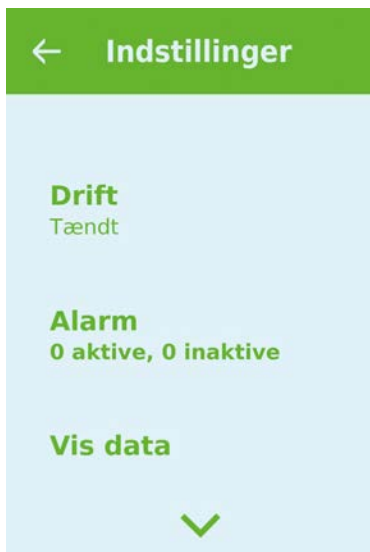 Indstillinger
Drift
Tændt
Alarm
0 aktive, 0 inaktive
Vis data